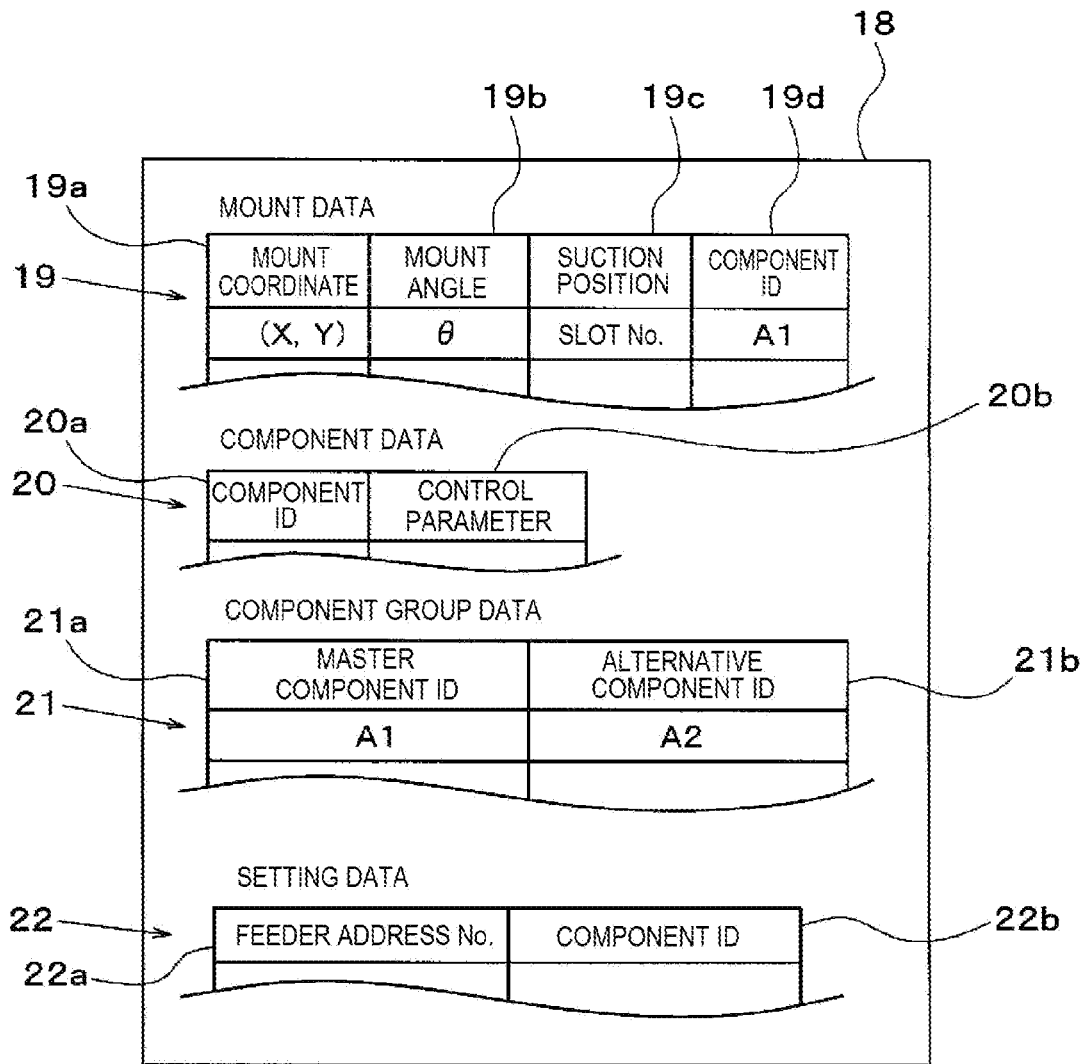 18
19b 19c 19d
19a
MOUNT DATA
19
MOUNT COORDINATE MOUNT ANGLE SUCTION POSITION COMPONENT ID
(X, Y) θ SLOT No. A1
20b
20a
COMPONENT DATA
20
COMPONENT ID CONTROL PARAMETER
COMPONENT GROUP DATA
21a
MASTER COMPONENT ID ALTERNATIVE COMPONENT ID
21b
21
A1 A2
SETTING DATA
22
FEEDER ADDRESS No. COMPONENT ID
22b
22a